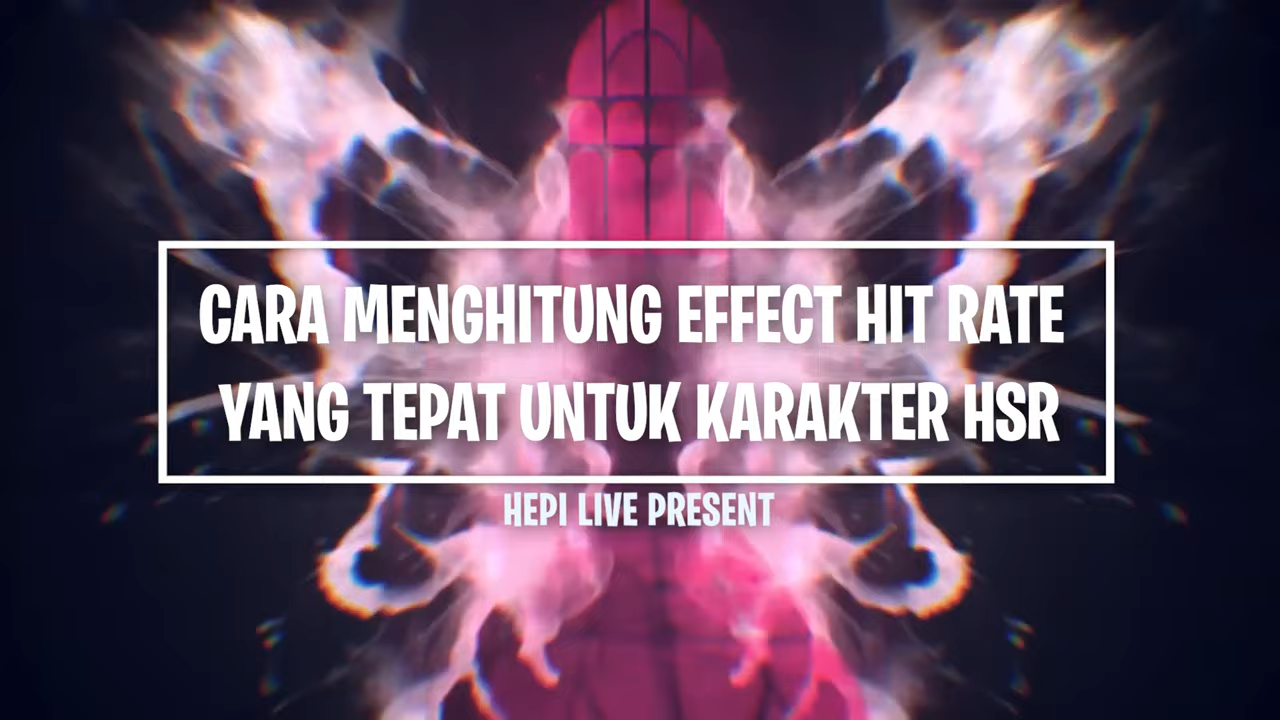 CARA MENGHITUNG EFFECT HIT RATE
YANG TEPAT UNTUK KARAKTER HSR
HEPI LIVE PRESENT